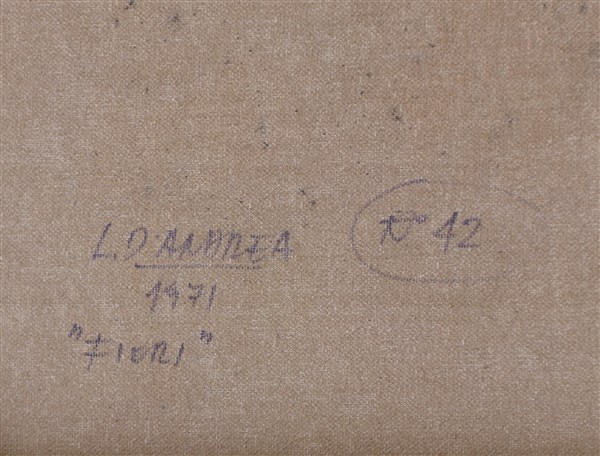 L. D'ANDREA
N° 42
1971
"FIORI"